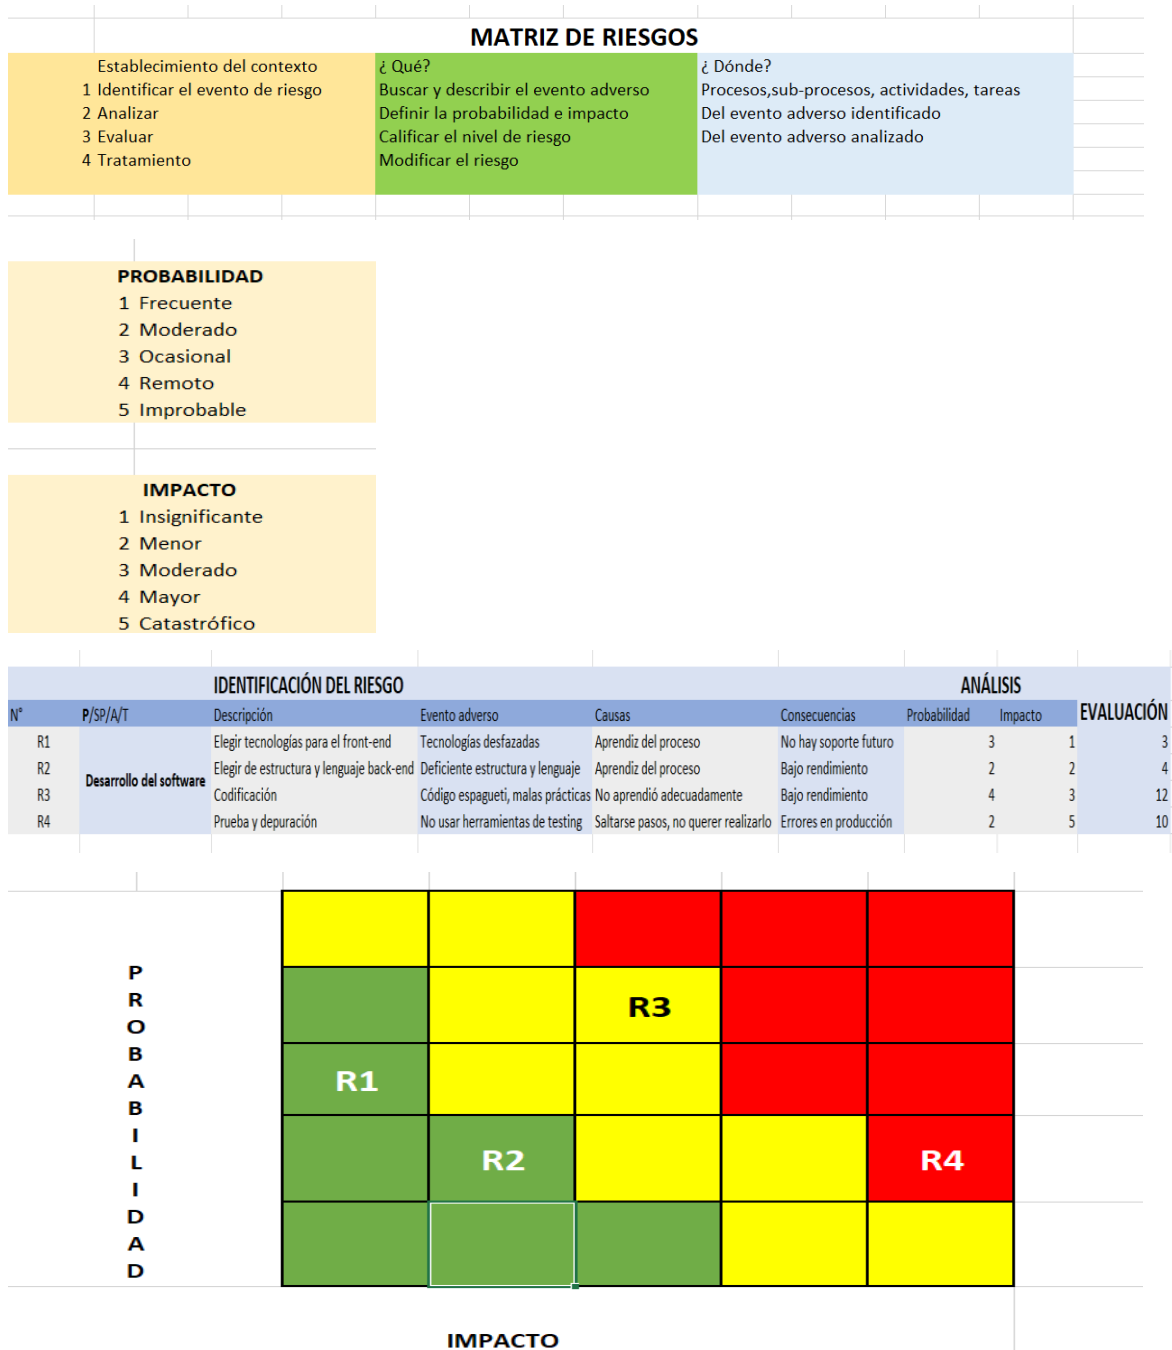 MATRIZ DE RIESGOS
Establecimiento del contexto ¿ Qué? ¿ Dónde?
1 Identificar el evento de riesgo Buscar y describir el evento adverso Procesos,sub-procesos, actividades, tareas
2 Analizar Definir la probabilidad e impacto Del evento adverso identificado
3 Evaluar Calificar el nivel de riesgo Del evento adverso analizado
4 Tratamiento Modificar el riesgo
PROBABILIDAD
1 Frecuente
2 Moderado
3 Ocasional
4 Remoto
5 Improbable
IMPACTO
1 Insignificante
2 Menor
3 Moderado
4 Mayor
5 Catastrófico
IDENTIFICACIÓN DEL RIESGO ANÁLISIS EVALUACIÓN
N° P/SP/A/T Descripción Evento adverso Causas Consecuencias Probabilidad Impacto
R1 Elegir tecnologías para el front-end Tecnologías desfazadas Aprendiz del proceso No hay soporte futuro 3 1 3
Desarrollo del software
R2 Elegir de estructura y lenguaje back-end Deficiente estructura y lenguaje Aprendiz del proceso Bajo rendimiento 2 2 4
R3 Codificación Código espagueti, malas prácticas No aprendió adecuadamente Bajo rendimiento 4 3 12
R4 Prueba y depuración No usar herramientas de testing Saltarse pasos, no querer realizarlo Errores en producción 2 5 10
PROBABILIDAD
R3
R1
R2 R4
IMPACTO